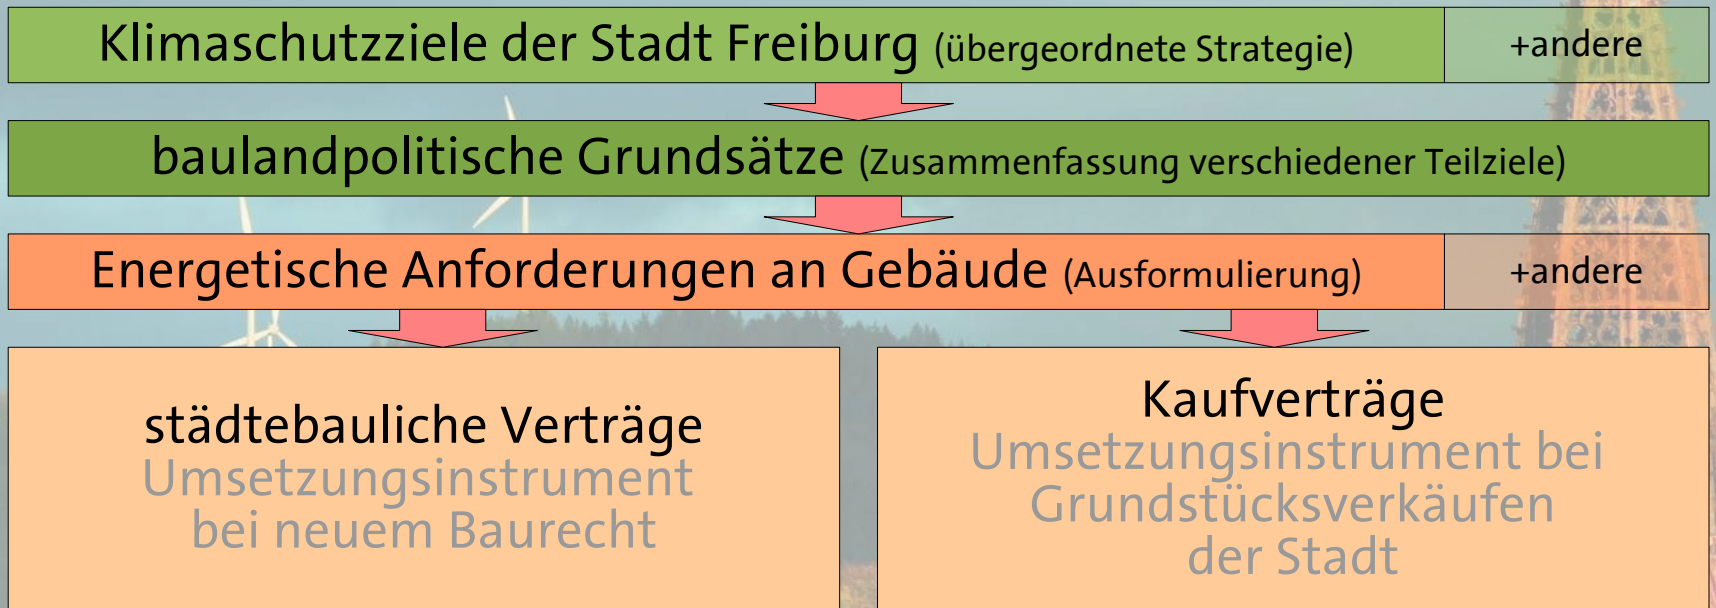 Klimaschutzziele der Stadt Freiburg (übergeordnete Strategie)
+andere
baulandpolitische Grundsätze (Zusammenfassung verschiedener Teilziele)
Energetische Anforderungen an Gebäude (Ausformulierung)
+andere
städtebauliche Verträge
Umsetzungsinstrument
bei neuem Baurecht
Kaufverträge
Umsetzungsinstrument bei
Grundstücksverkäufen
der Stadt